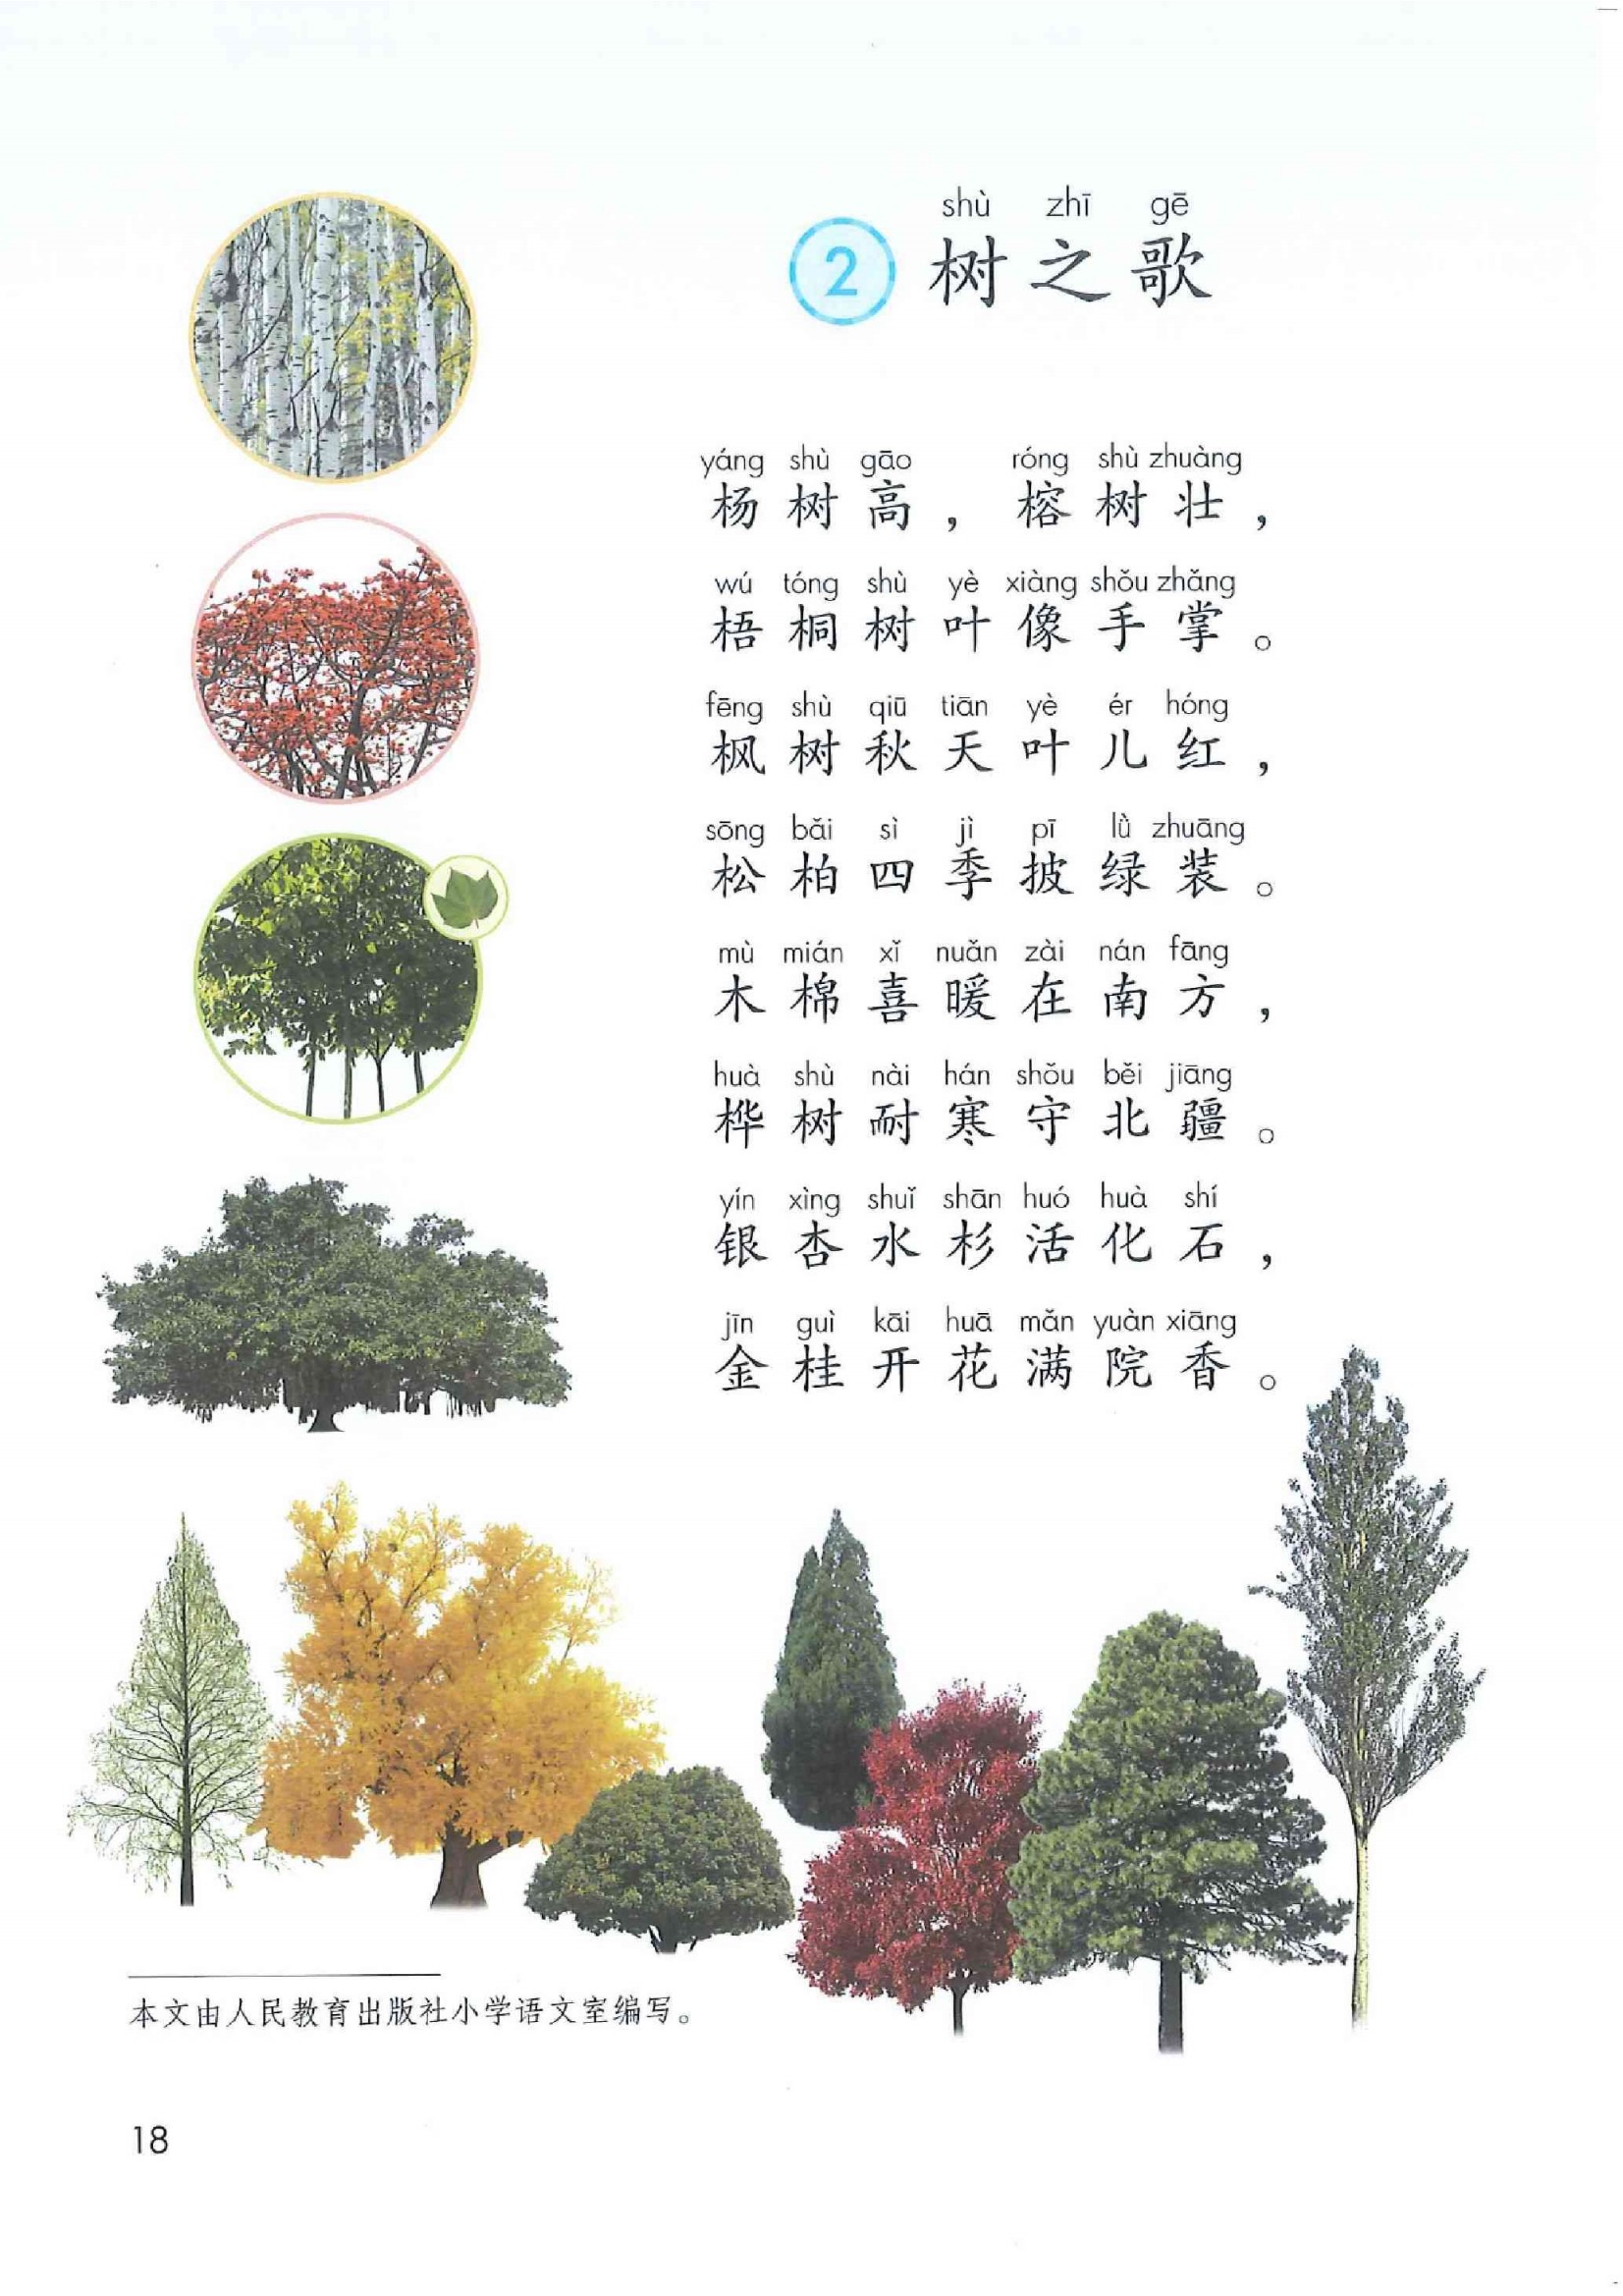 shù zhī gē
2 树之歌
yáng shù gāo róng shù zhuàng
杨树高，榕树壮，
wú tóng shù yè xiàng shǒu zhǎng
梧桐树叶像手掌。
fēng shù qiū tiān yè ér hóng
枫树秋天叶儿红，
sōng bǎi sì jì pī lǜ zhuāng
松柏四季披绿装。
mù mián xǐ nuǎn zài nán fāng
木棉喜暖在南方，
huà shù nài hán shǒu běi jiāng
桦树耐寒守北疆。
yín xìng shuǐ shān huó huà shí
银杏水杉活化石，
jīn guì kāi huā mǎn yuàn xiāng
金桂开花满院香。
本文由人民教育出版社小学语文室编写。
18